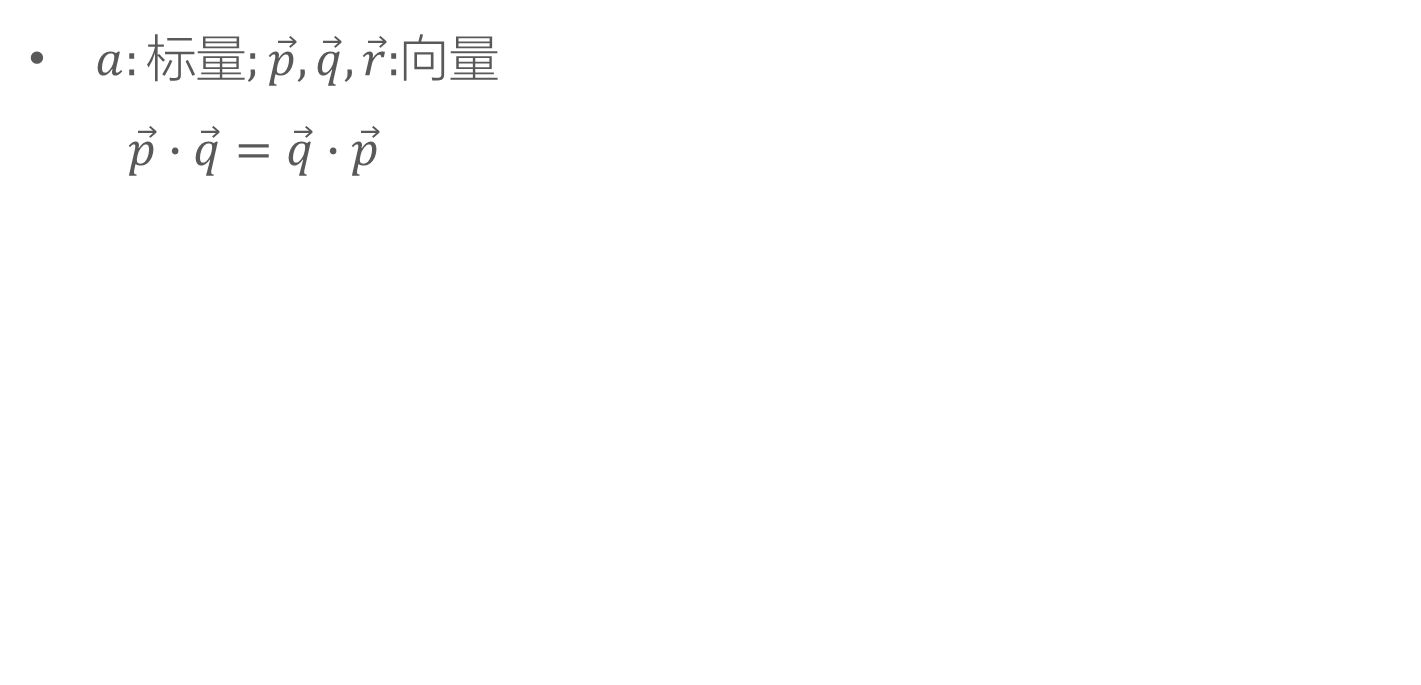 • a: 标量; p⃗, q⃗, r⃗:向量
p⃗ · q⃗ = q⃗ · p⃗